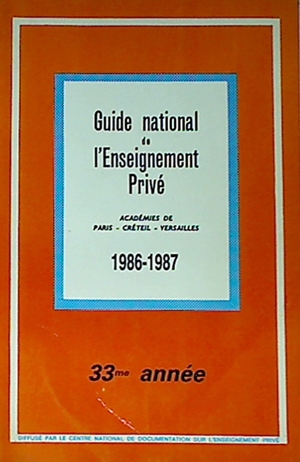 Guide national
de
l'Enseignement
Privé
ACADÉMIES DE
PARIS - CRÉTEIL - VERSAILLES
1986-1987
33me année
DIFFUSÉ PAR LE CENTRE NATIONAL DE DOCUMENTATION SUR L'ENSEIGNEMENT PRIVÉ